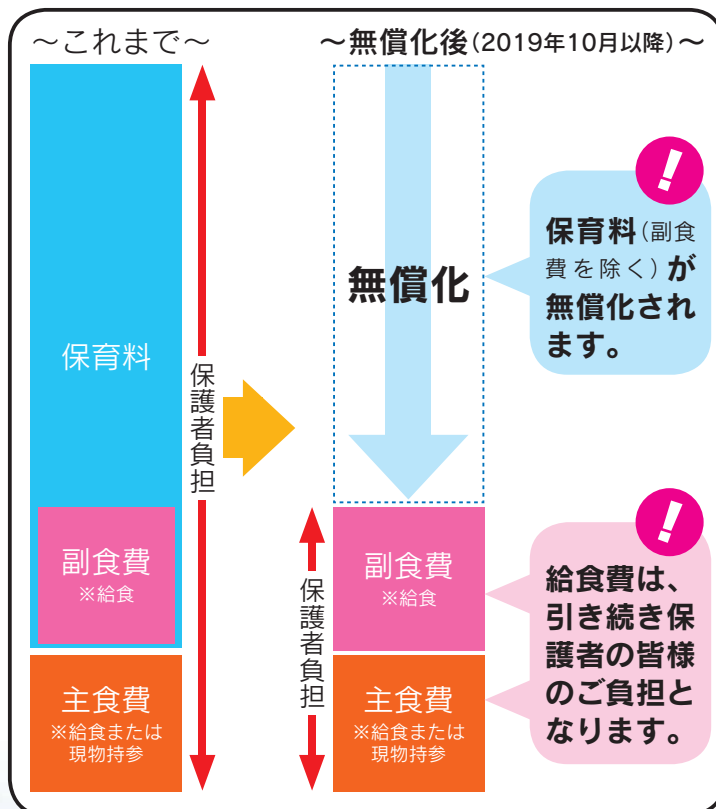 ～これまで～
～無償化後(2019年10月以降)～
保育料
副食費
※給食
主食費
※給食または
現物持参
保護者負担
無償化
副食費
※給食
主食費
※給食または
現物持参
保護者負担
!
保育料(副食
費を除く)が
無償化され
ます。
!
給食費は、
引き続き保
護者の皆様
のご負担と
なります。